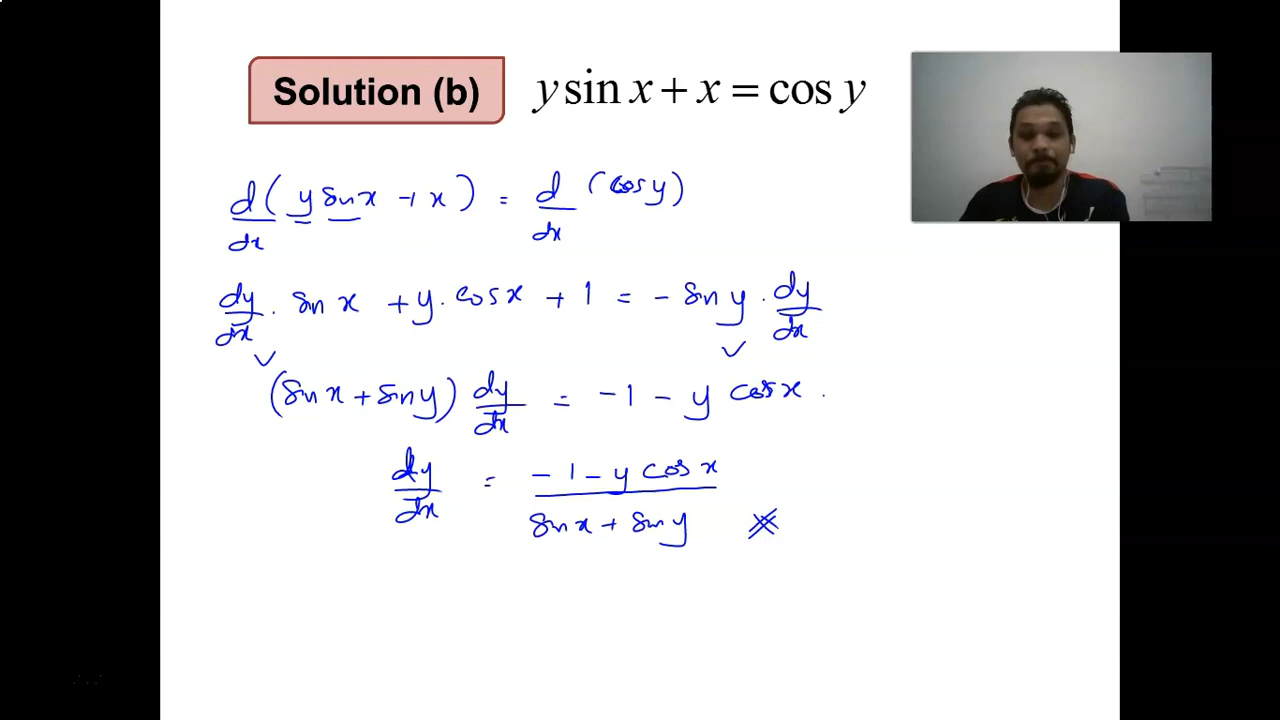 Solution (b) y sin x + x = cos y
d/dx (y sin x + x) = d/dx (cos y)
dy/dx · sin x + y · cos x + 1 = - sin y · dy/dx
(sin x + sin y) dy/dx = -1 - y cos x .
dy/dx = (-1 - y cos x)/(sin x + sin y)